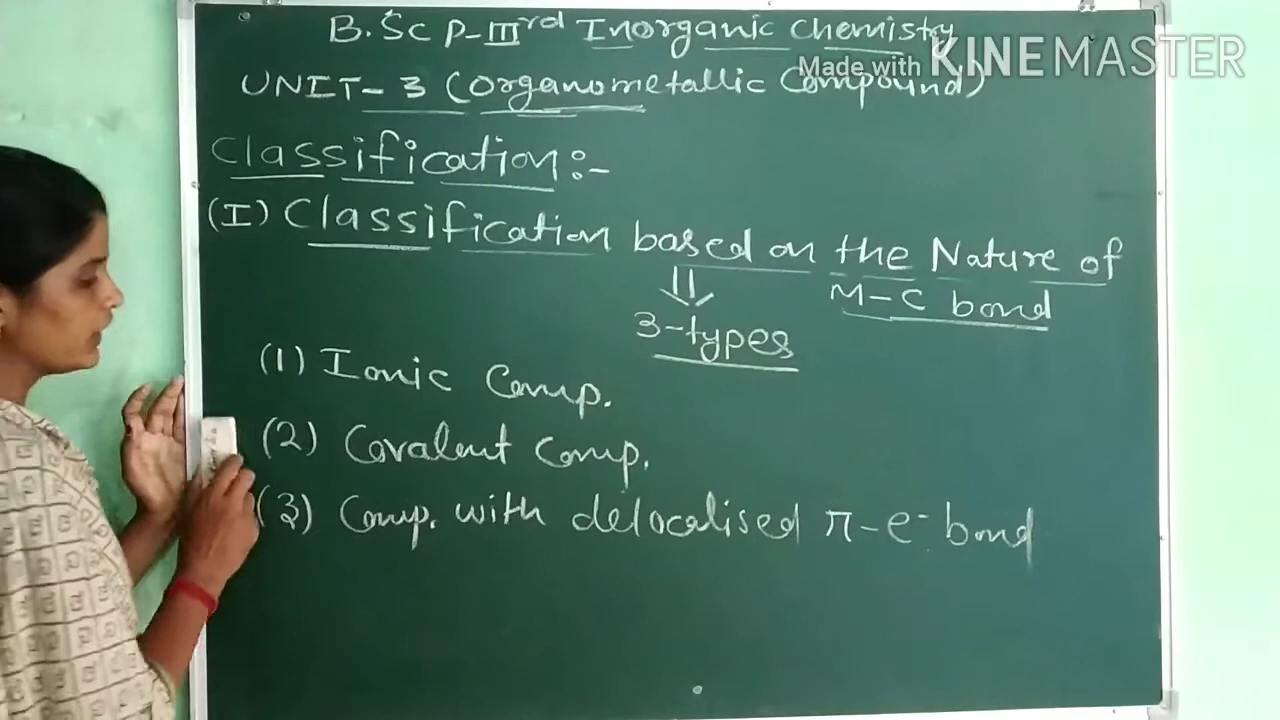 B.Sc P-IIIrd Inorganic Chemistry
Made with KINEMASTER
UNIT-3 (Organometallic Compound)
Classification:-
(I) Classification based on the Nature of
M-C bond
3-types
(1) Ionic Comp.
(2) Covalent Comp.
(3) Comp. with delocalised π-e⁻ bond